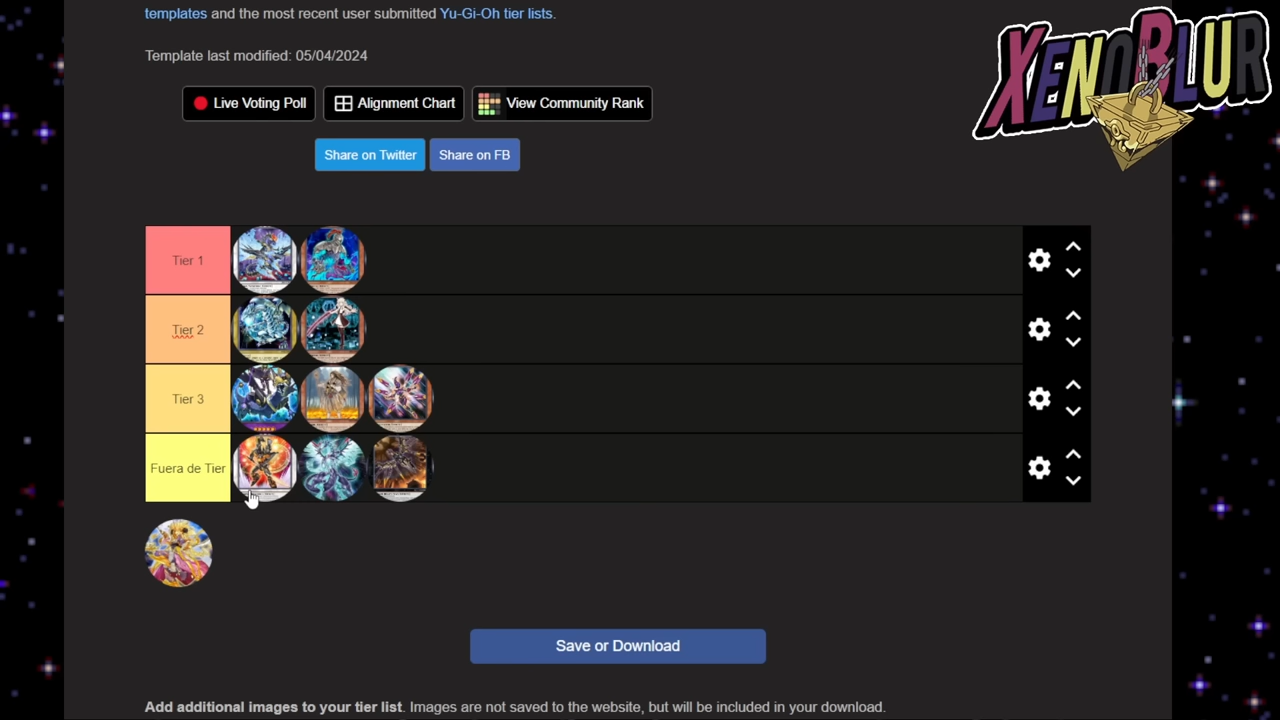 templates and the most recent user submitted Yu-Gi-Oh tier lists.
Template last modified: 05/04/2024
Live Voting Poll
Alignment Chart
View Community Rank
Share on Twitter
Share on FB
XENOBLUR
Tier 1
Tier 2
Tier 3
Fuera de Tier
Save or Download
Add additional images to your tier list. Images are not saved to the website, but will be included in your download.